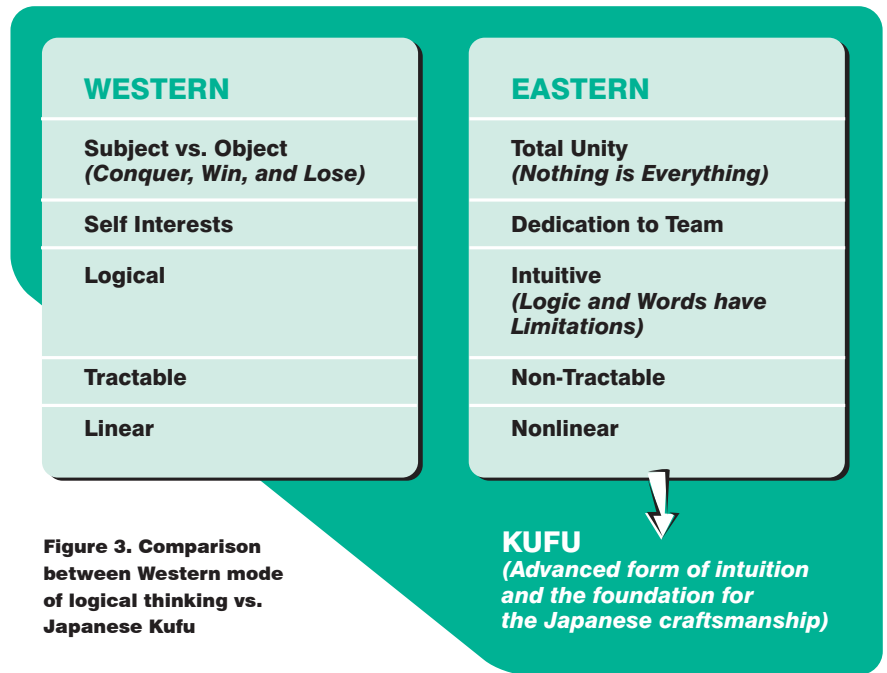 WESTERN
Subject vs. Object
(Conquer, Win, and Lose)
Self Interests
Logical
Tractable
Linear
EASTERN
Total Unity
(Nothing is Everything)
Dedication to Team
Intuitive
(Logic and Words have
Limitations)
Non-Tractable
Nonlinear
KUFU
(Advanced form of intuition
and the foundation for
the Japanese craftsmanship)
Figure 3. Comparison
between Western mode
of logical thinking vs.
Japanese Kufu